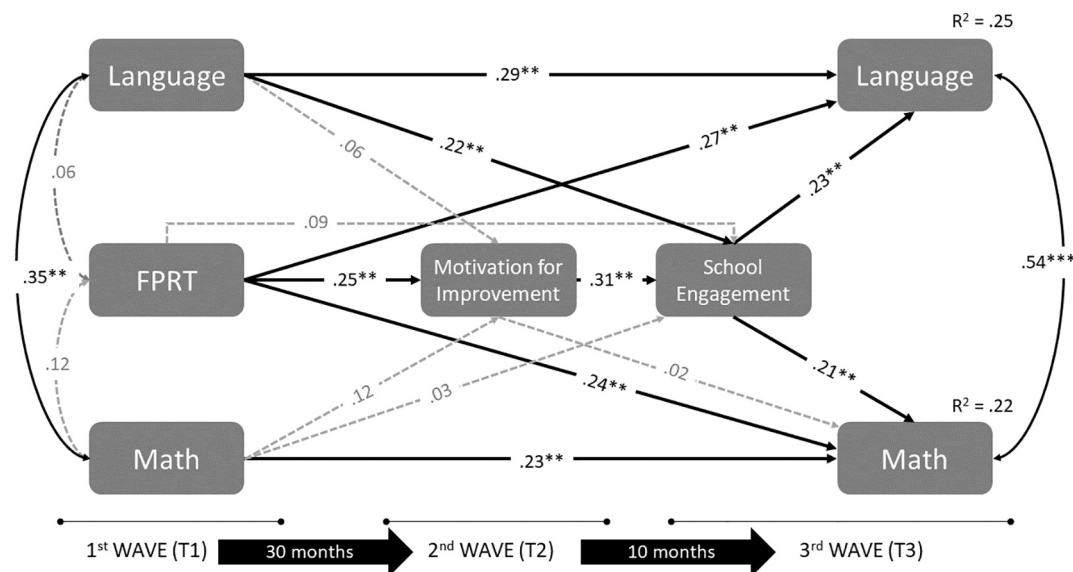 R² = .25
Language
Language
.29**
.27**
.22**
.06
.06
.23**
.09
.35**
FPRT
.25**
Motivation for
Improvement
.31**
School
Engagement
.54***
.12
.12
.03
.24**
.02
.21**
R² = .22
Math
.23**
Math
1st WAVE (T1)
30 months
2nd WAVE (T2)
10 months
3rd WAVE (T3)